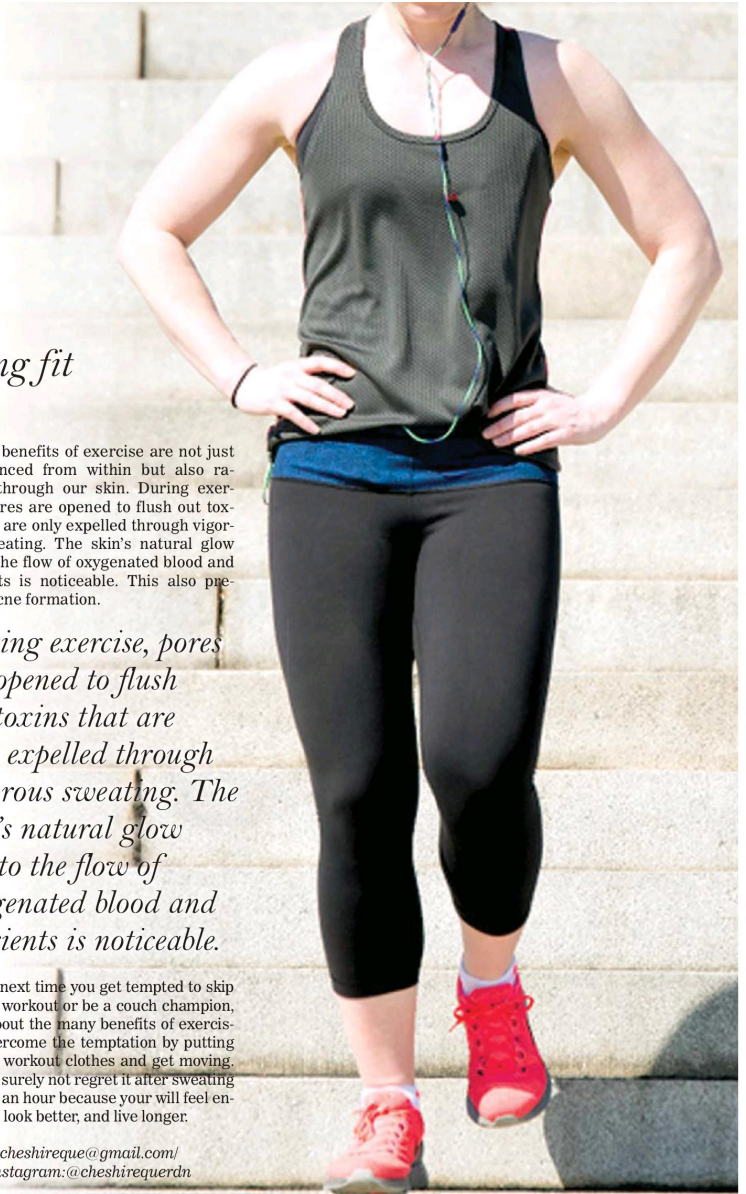 ng fit
benefits of exercise are not just
nced from within but also ra-
through our skin. During exer-
res are opened to flush out tox-
are only expelled through vigor-
eating. The skin's natural glow
he flow of oxygenated blood and
ts is noticeable. This also pre-
cne formation.
ing exercise, pores
opened to flush
toxins that are
expelled through
rous sweating. The
's natural glow
to the flow of
genated blood and
ients is noticeable.
next time you get tempted to skip
workout or be a couch champion,
bout the many benefits of exercis-
ercome the temptation by putting
workout clothes and get moving.
surely not regret it after sweating
an hour because your will feel en-
look better, and live longer.
cheshireque@gmail.com/
nstagram:@cheshirequerdn